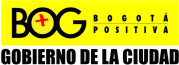 BOG BOGOTÁ
POSITIVA
GOBIERNO DE LA CIUDAD